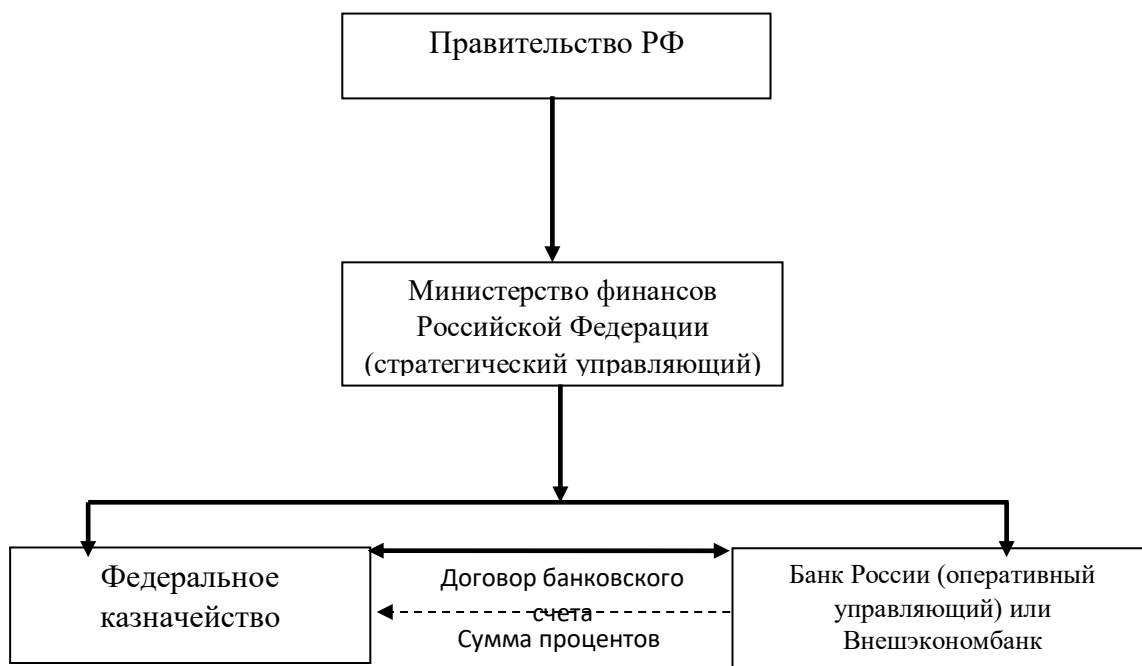 Правительство РФ
Министерство финансов
Российской Федерации
(стратегический управляющий)
Федеральное
казначейство
Договор банковского
счета
Сумма процентов
Банк России (оперативный
управляющий) или
Внешэкономбанк